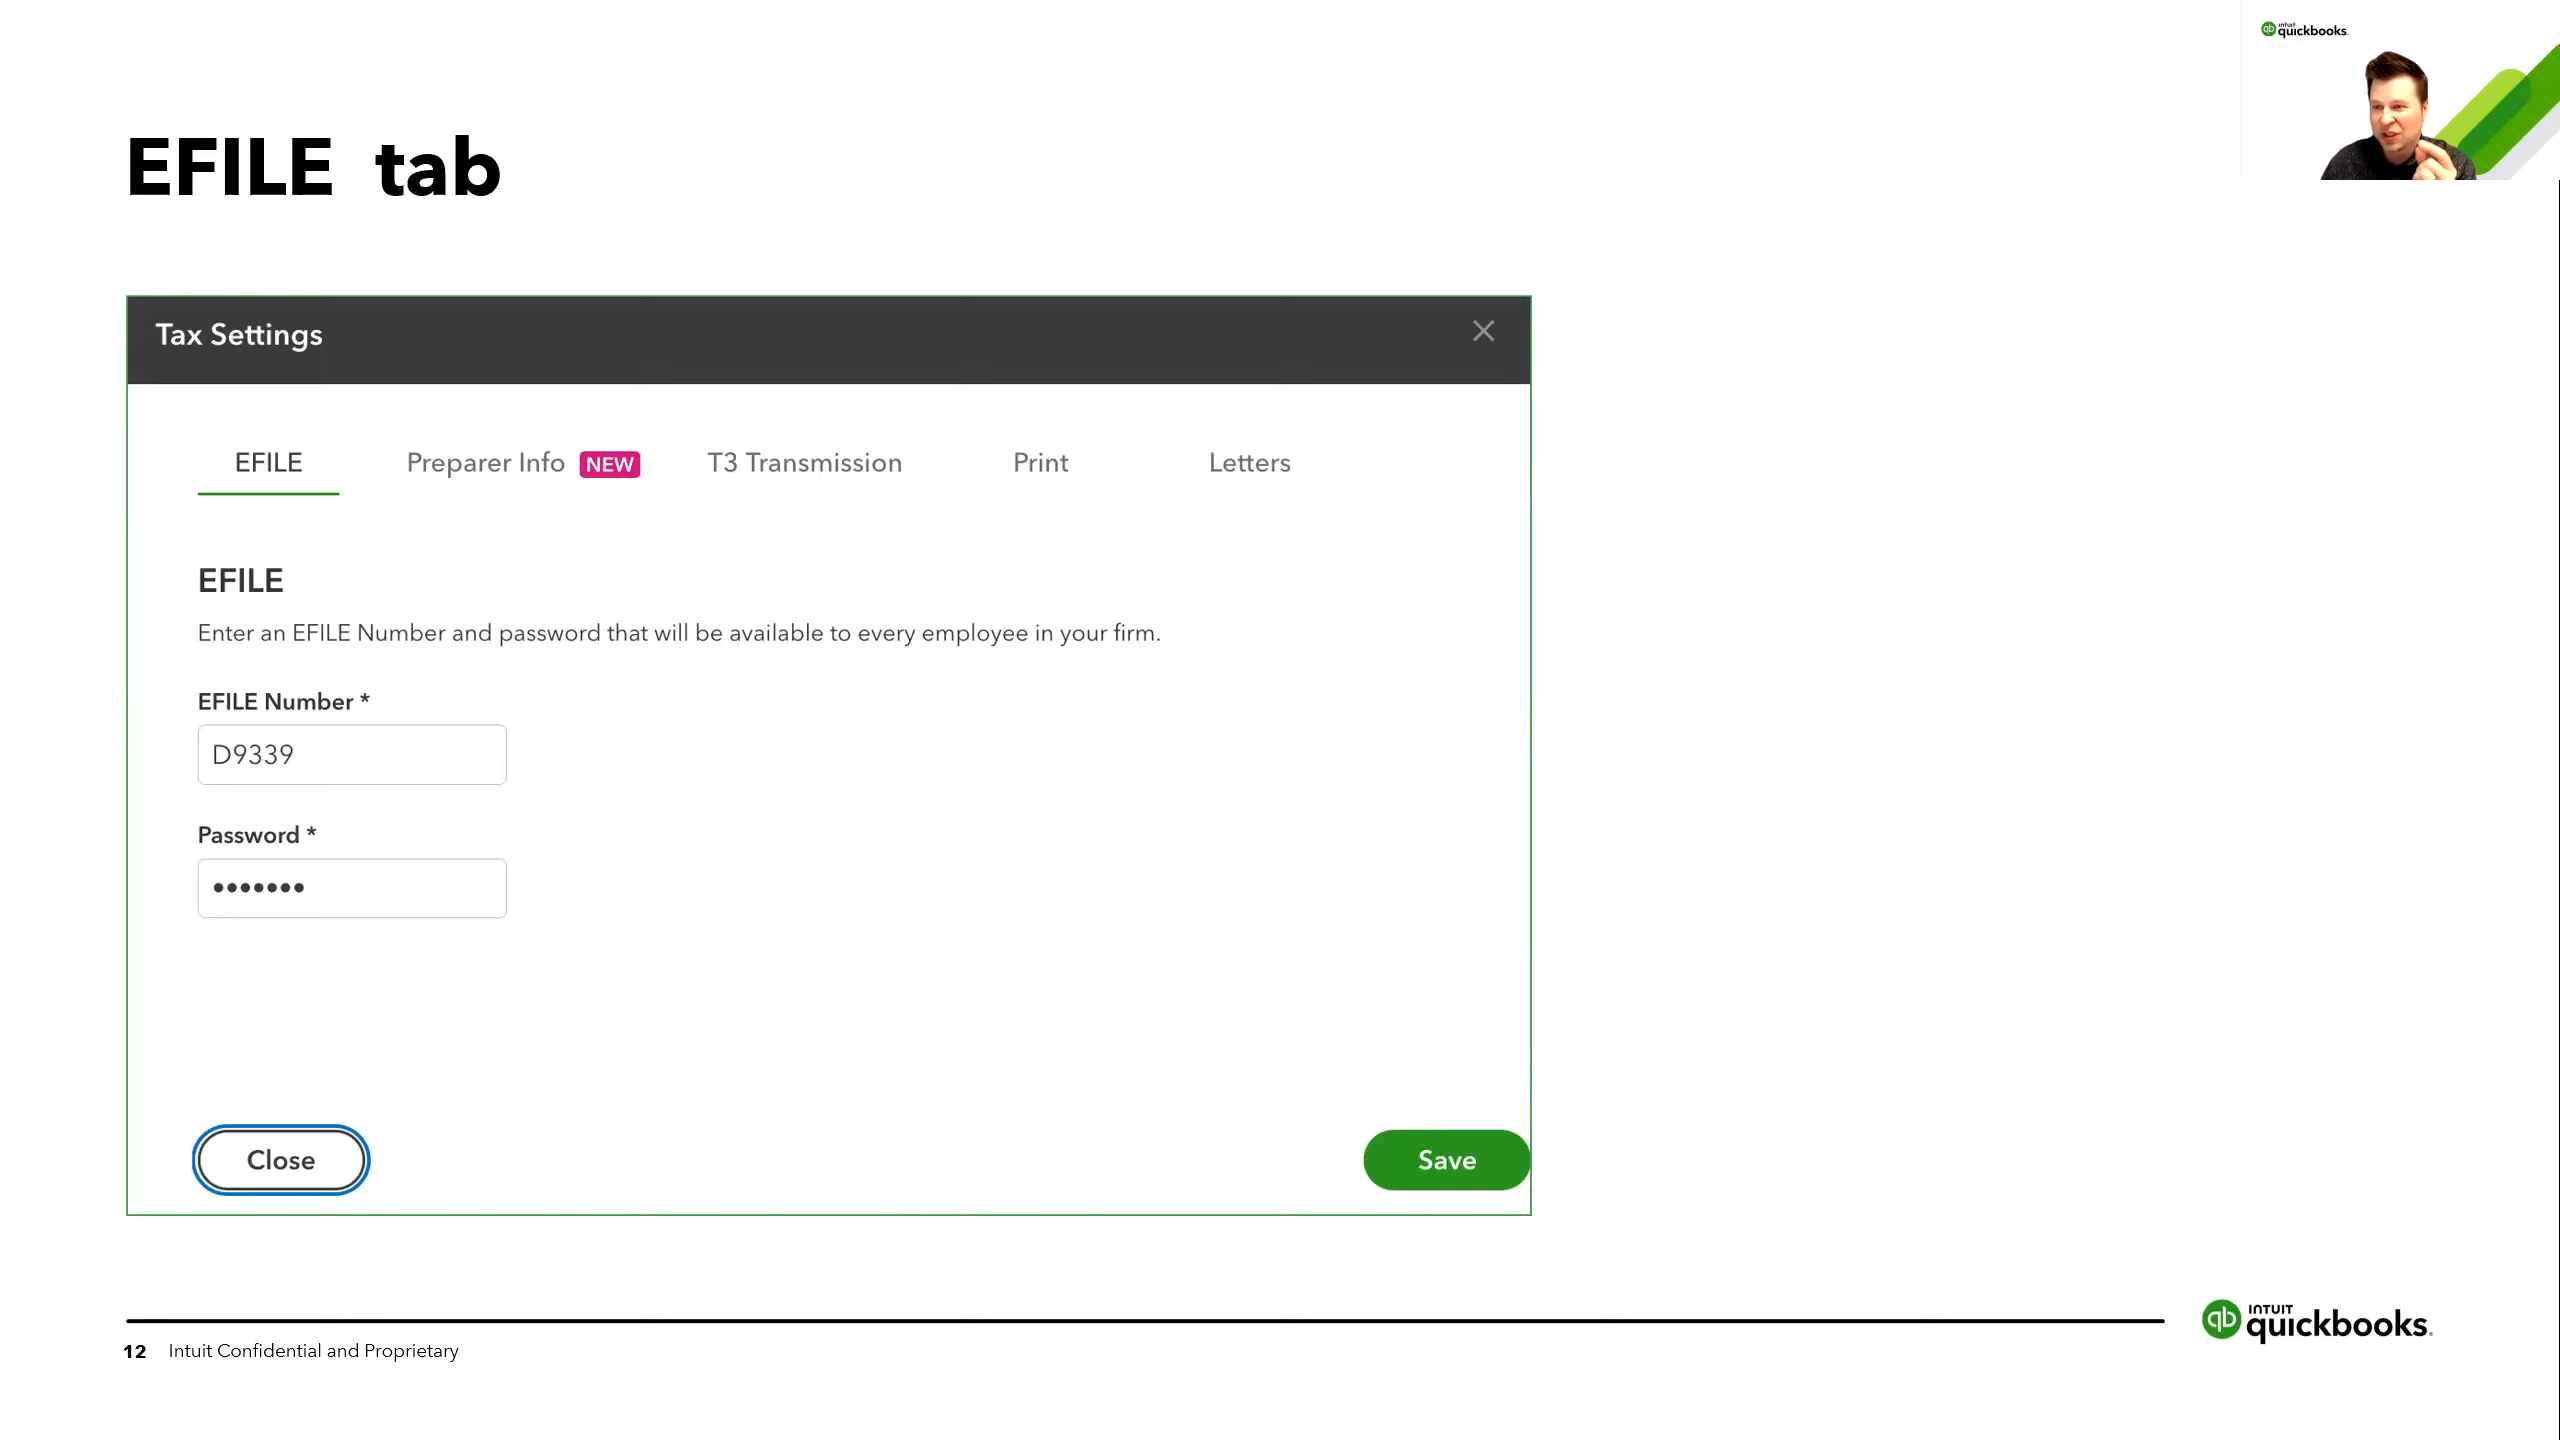 intuit
quickbooks.
EFILE tab
Tax Settings
EFILE
Preparer Info NEW
T3 Transmission
Print
Letters
EFILE
Enter an EFILE Number and password that will be available to every employee in your firm.
EFILE Number *
D9339
Password *
•••••••
Close
Save
12 Intuit Confidential and Proprietary
qb INTUIT
quickbooks.